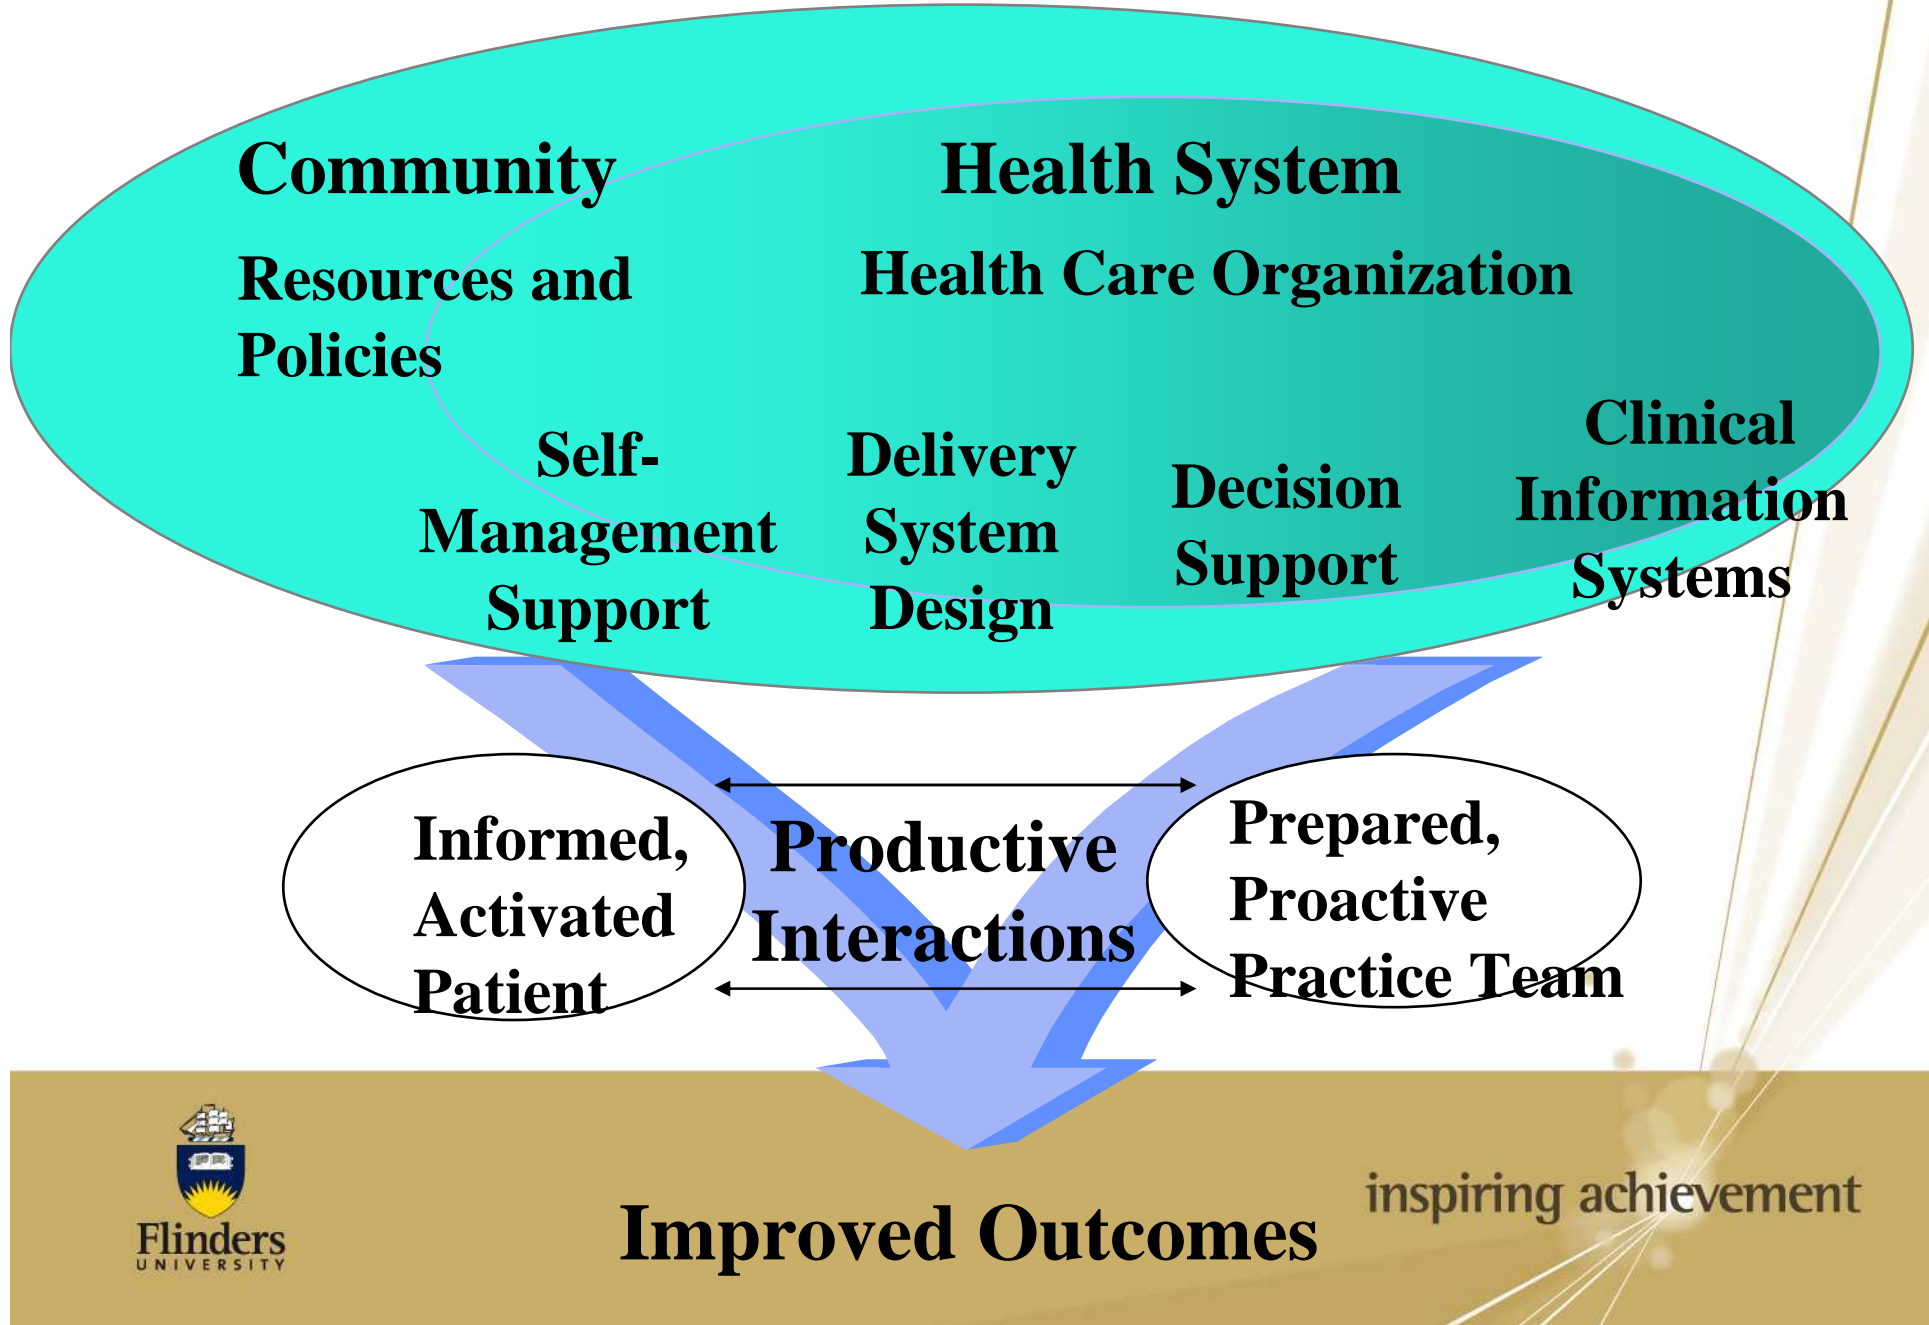 Community
Health System
Resources and
Policies
Health Care Organization
Self-
Management
Support
Delivery
System
Design
Decision
Support
Clinical
Information
Systems
Informed,
Activated
Patient
Productive
Interactions
Prepared,
Proactive
Practice Team
Flinders
UNIVERSITY
Improved Outcomes
inspiring achievement